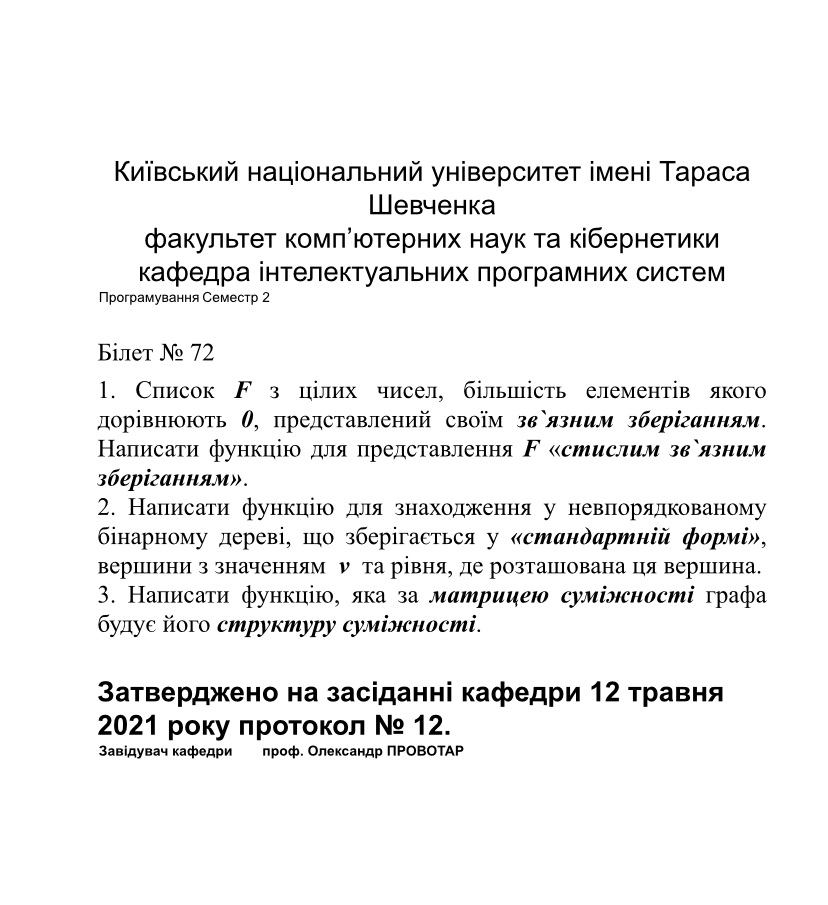 Київський національний університет імені Тараса
Шевченка
факультет комп’ютерних наук та кібернетики
кафедра інтелектуальних програмних систем
Програмування Семестр 2
Білет № 72
1. Список F з цілих чисел, більшість елементів якого
дорівнюють 0, представлений своїм зв`язним зберіганням.
Написати функцію для представлення F «стислим зв`язним
зберіганням».
2. Написати функцію для знаходження у невпорядкованому
бінарному дереві, що зберігається у «стандартній формі»,
вершини з значенням v та рівня, де розташована ця вершина.
3. Написати функцію, яка за матрицею суміжності графа
будує його структуру суміжності.
Затверджено на засіданні кафедри 12 травня
2021 року протокол № 12.
Завідувач кафедри проф. Олександр ПРОВОТАР